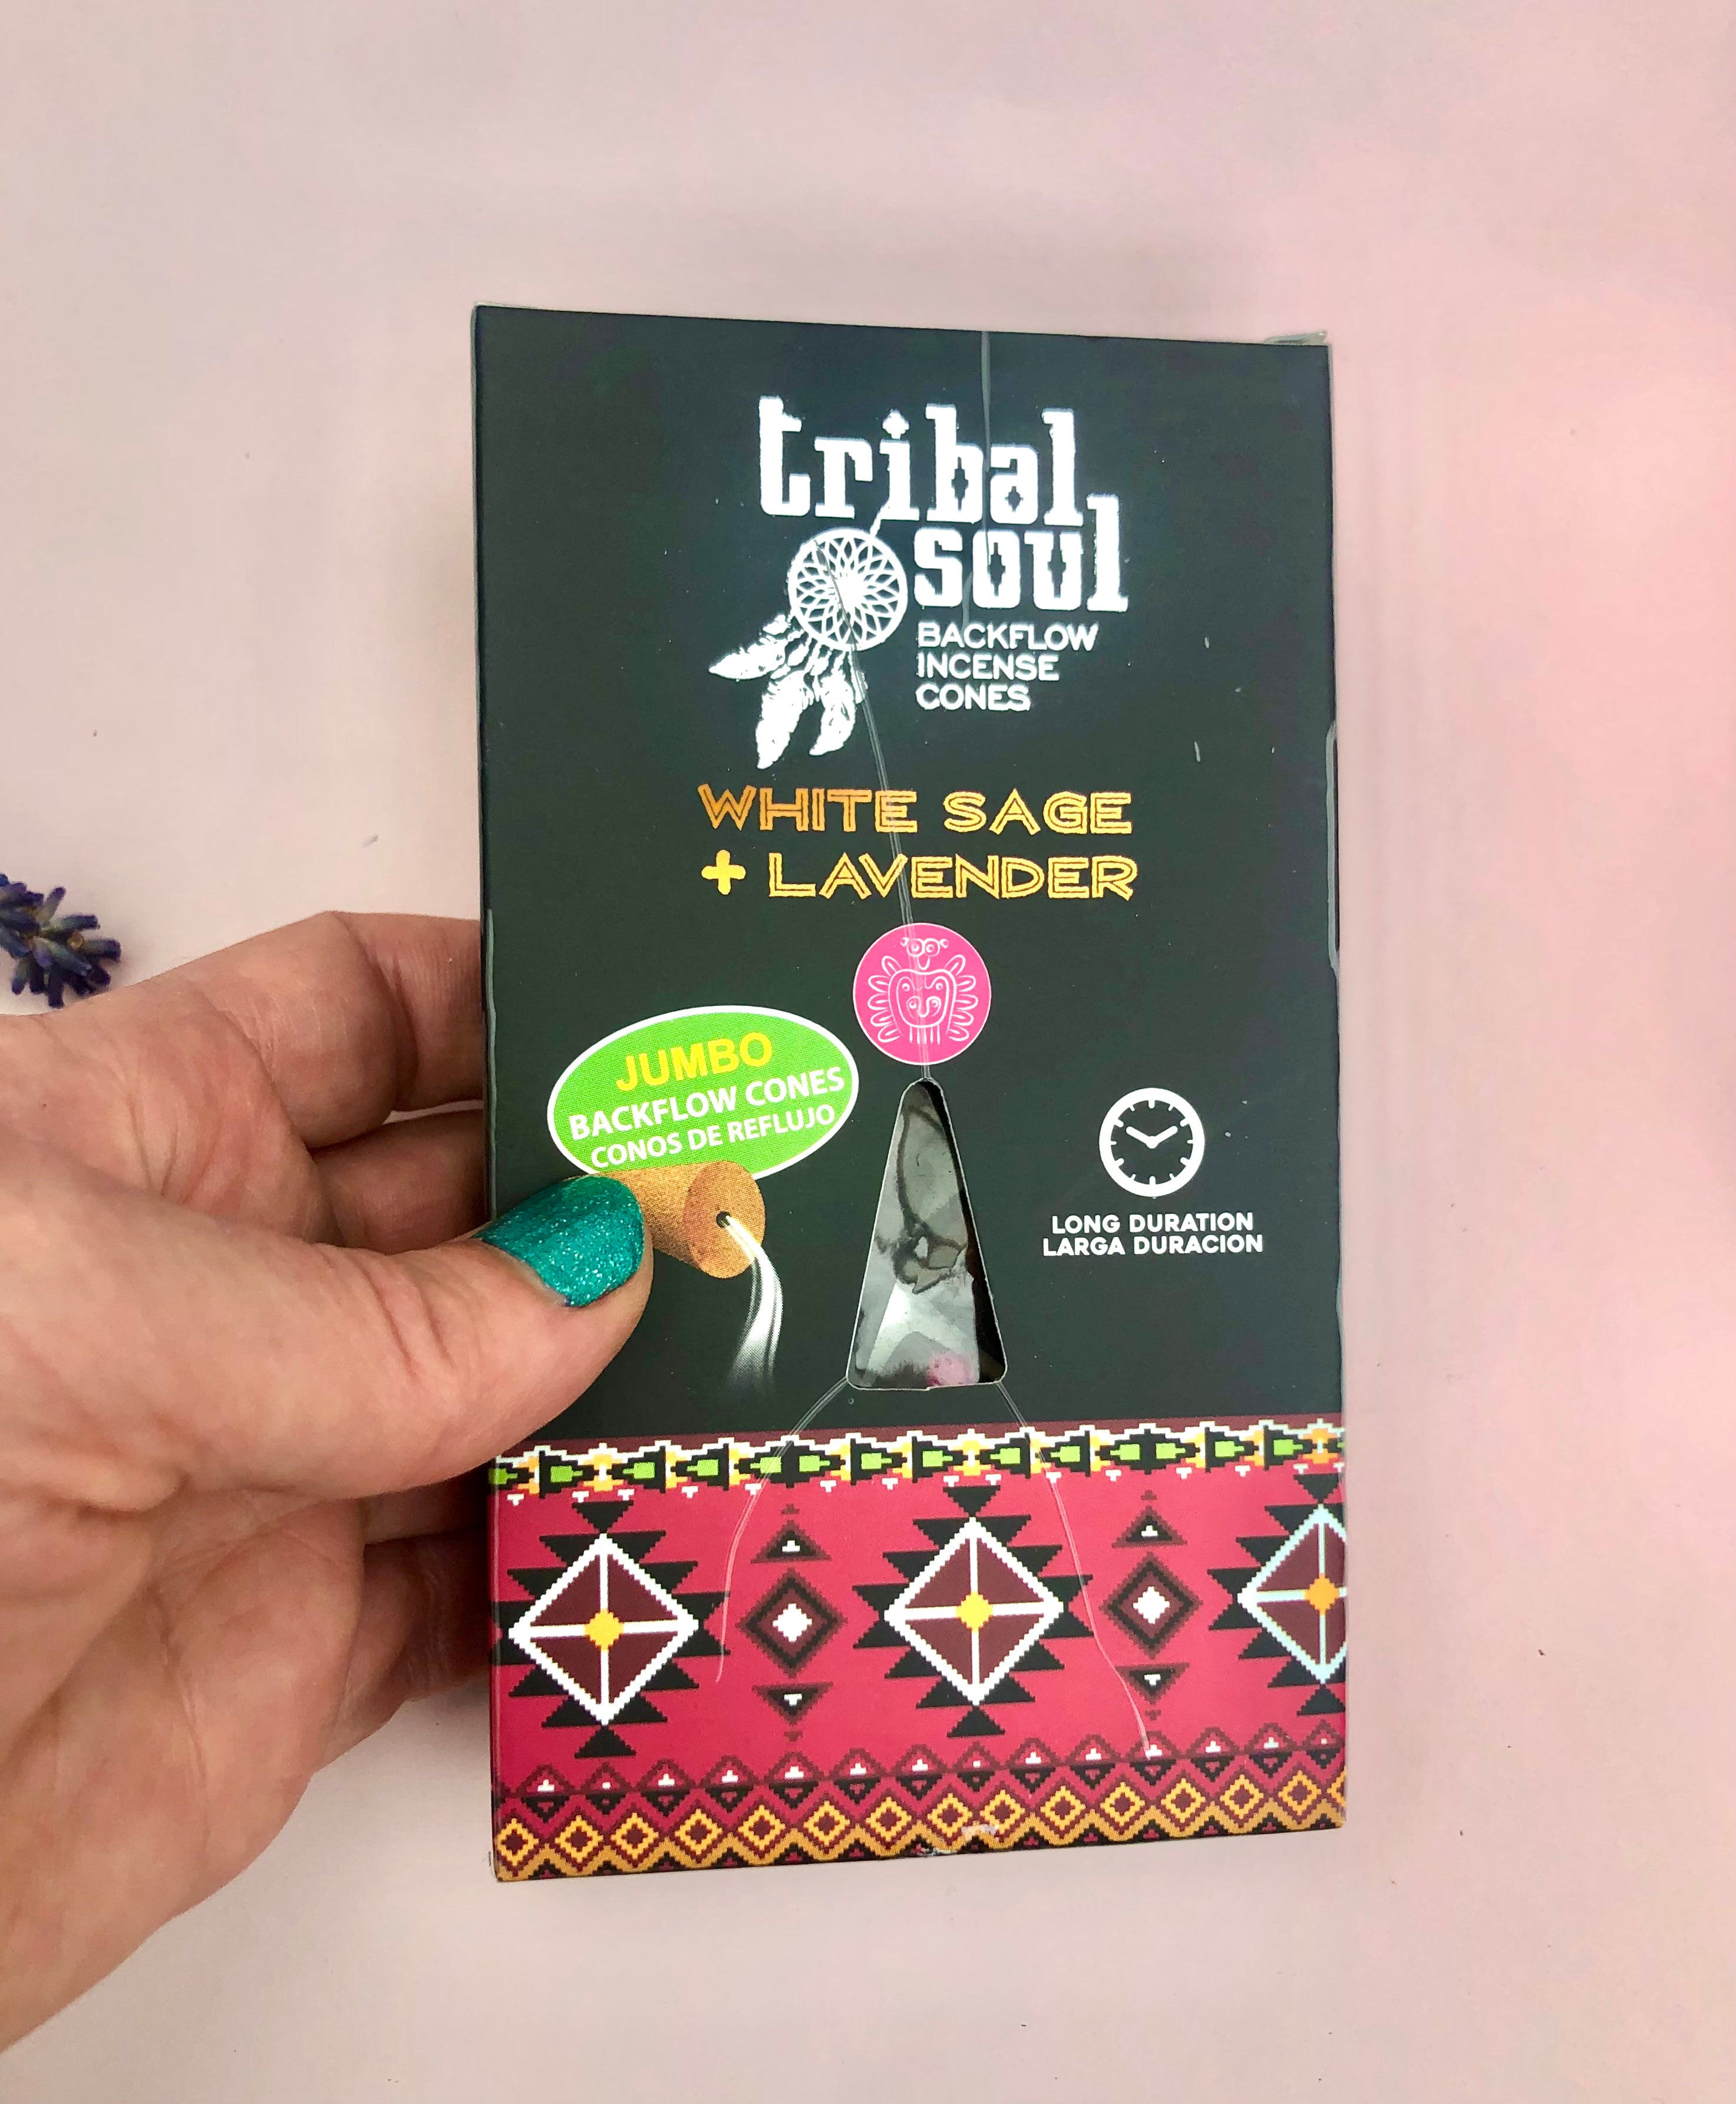 tribal
soul
BACKFLOW
INCENSE
CONES
WHITE SAGE
+ LAVENDER
JUMBO
BACKFLOW CONES
CONOS DE REFLUJO
LONG DURATION
LARGA DURACION